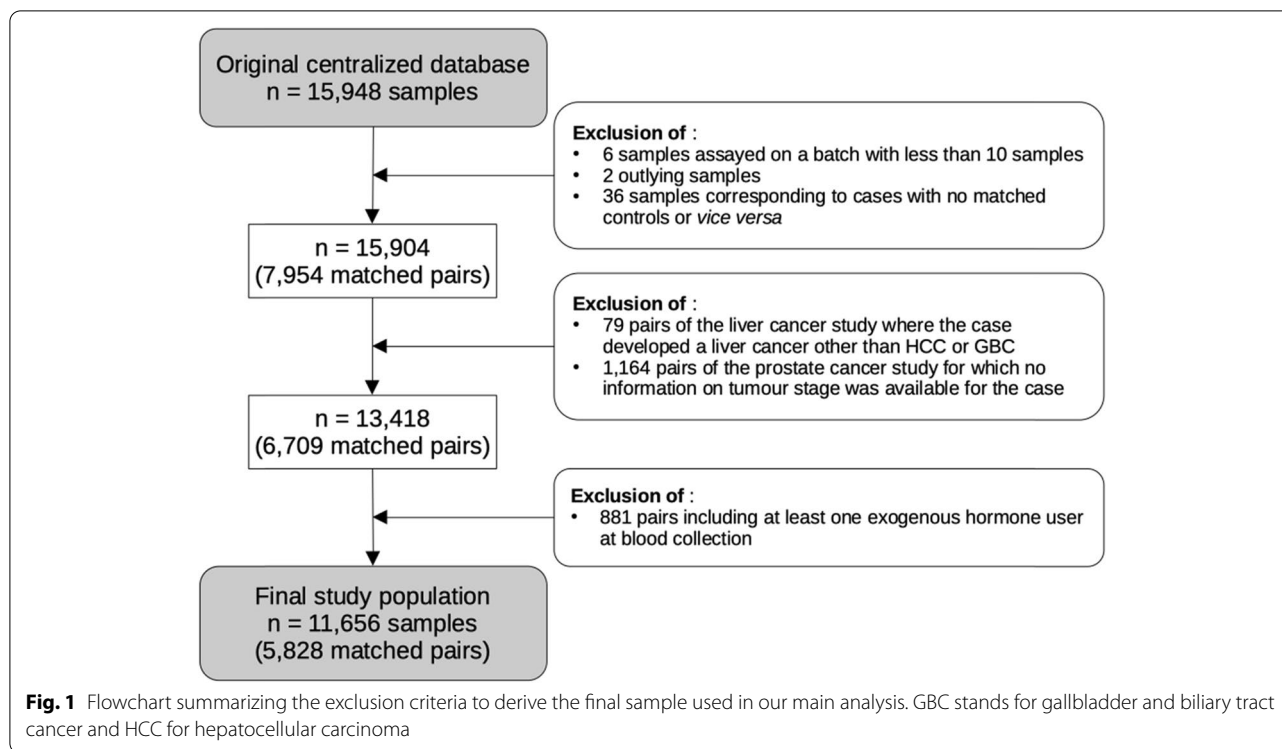 Original centralized database
n = 15,948 samples
Exclusion of :
• 6 samples assayed on a batch with less than 10 samples
• 2 outlying samples
• 36 samples corresponding to cases with no matched
controls or vice versa
n = 15,904
(7,954 matched pairs)
Exclusion of :
• 79 pairs of the liver cancer study where the case
developed a liver cancer other than HCC or GBC
• 1,164 pairs of the prostate cancer study for which no
information on tumour stage was available for the case
n = 13,418
(6,709 matched pairs)
Exclusion of :
• 881 pairs including at least one exogenous hormone user
at blood collection
Final study population
n = 11,656 samples
(5,828 matched pairs)
Fig. 1 Flowchart summarizing the exclusion criteria to derive the final sample used in our main analysis. GBC stands for gallbladder and biliary tract
cancer and HCC for hepatocellular carcinoma